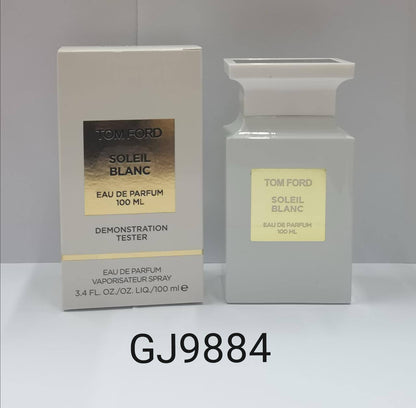 TOM FORD
SOLEIL
BLANC
EAU DE PARFUM
100 ML
DEMONSTRATION
TESTER
EAU DE PARFUM
VAPORISATEUR SPRAY
3.4 FL. OZ./OZ. LIQ./100 ml ℮
TOM FORD
SOLEIL
BLANC
EAU DE PARFUM
100 ML
GJ9884